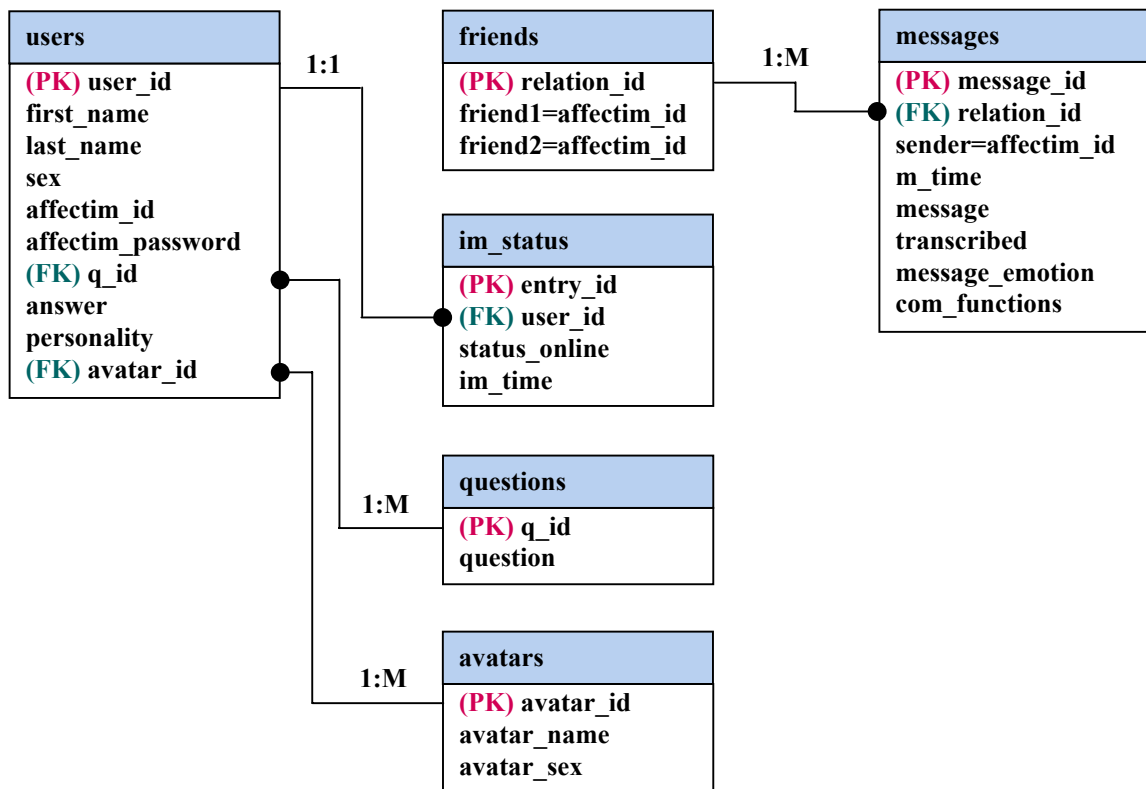 users
(PK) user_id
first_name
last_name
sex
affectim_id
affectim_password
(FK) q_id
answer
personality
(FK) avatar_id
1:1
friends
(PK) relation_id
friend1=affectim_id
friend2=affectim_id
1:M
messages
(PK) message_id
(FK) relation_id
sender=affectim_id
m_time
message
transcribed
message_emotion
com_functions
im_status
(PK) entry_id
(FK) user_id
status_online
im_time
1:M
questions
(PK) q_id
question
1:M
avatars
(PK) avatar_id
avatar_name
avatar_sex